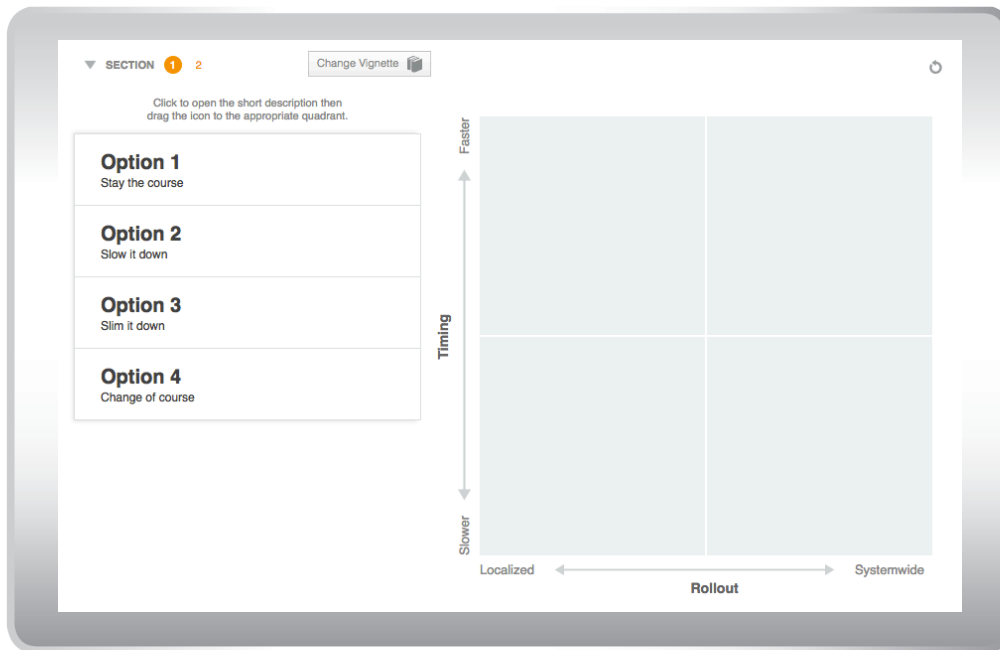 SECTION 1 2
Change Vignette
Click to open the short description then
drag the icon to the appropriate quadrant.
Option 1
Stay the course
Option 2
Slow it down
Option 3
Slim it down
Option 4
Change of course
Faster
Timing
Slower
Localized
Systemwide
Rollout